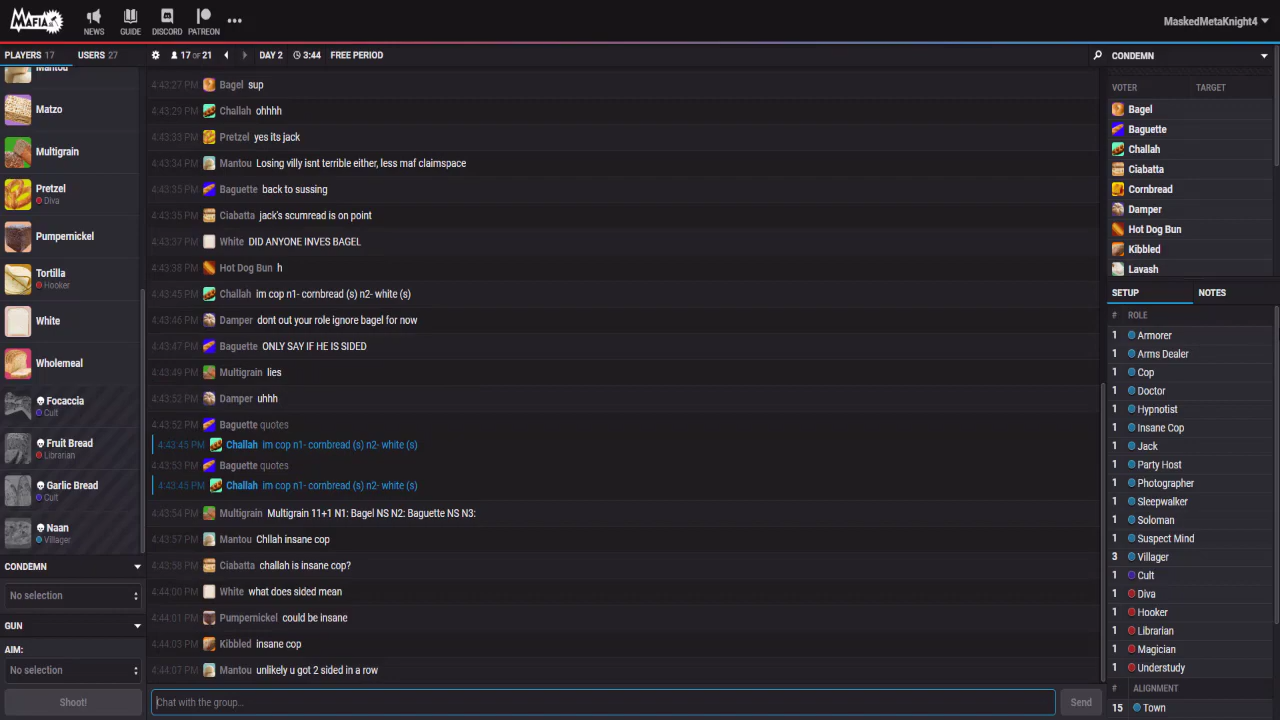 MAFIA
NEWS
GUIDE
DISCORD
PATREON
MaskedMetaKnight4
PLAYERS 17
USERS 27
17 OF 21
DAY 2
3:44
FREE PERIOD
CONDEMN
Mantou
Matzo
Multigrain
Pretzel
Diva
Pumpernickel
Tortilla
Hooker
White
Wholemeal
Focaccia
Cult
Fruit Bread
Librarian
Garlic Bread
Cult
Naan
Villager
CONDEMN
No selection
GUN
AIM:
No selection
Shoot!
4:43:27 PM Bagel sup
4:43:29 PM Challah ohhhh
4:43:33 PM Pretzel yes its jack
4:43:34 PM Mantou Losing villy isnt terrible either, less maf claimspace
4:43:35 PM Baguette back to sussing
4:43:35 PM Ciabatta jack's scumread is on point
4:43:37 PM White DID ANYONE INVES BAGEL
4:43:38 PM Hot Dog Bun h
4:43:45 PM Challah im cop n1- cornbread (s) n2- white (s)
4:43:46 PM Damper dont out your role ignore bagel for now
4:43:47 PM Baguette ONLY SAY IF HE IS SIDED
4:43:49 PM Multigrain lies
4:43:52 PM Damper uhhh
4:43:52 PM Baguette quotes
4:43:45 PM Challah im cop n1- cornbread (s) n2- white (s)
4:43:53 PM Baguette quotes
4:43:45 PM Challah im cop n1- cornbread (s) n2- white (s)
4:43:54 PM Multigrain Multigrain 11+1 N1: Bagel NS N2: Baguette NS N3:
4:43:57 PM Mantou Chllah insane cop
4:43:58 PM Ciabatta challah is insane cop?
4:44:00 PM White what does sided mean
4:44:01 PM Pumpernickel could be insane
4:44:03 PM Kibbled insane cop
4:44:07 PM Mantou unlikely u got 2 sided in a row
Chat with the group...
Send
VOTER TARGET
Bagel
Baguette
Challah
Ciabatta
Cornbread
Damper
Hot Dog Bun
Kibbled
Lavash
SETUP
NOTES
# ROLE
1 Armorer
1 Arms Dealer
1 Cop
1 Doctor
1 Hypnotist
1 Insane Cop
1 Jack
1 Party Host
1 Photographer
1 Sleepwalker
1 Soloman
1 Suspect Mind
3 Villager
1 Cult
1 Diva
1 Hooker
1 Librarian
1 Magician
1 Understudy
# ALIGNMENT
15 Town